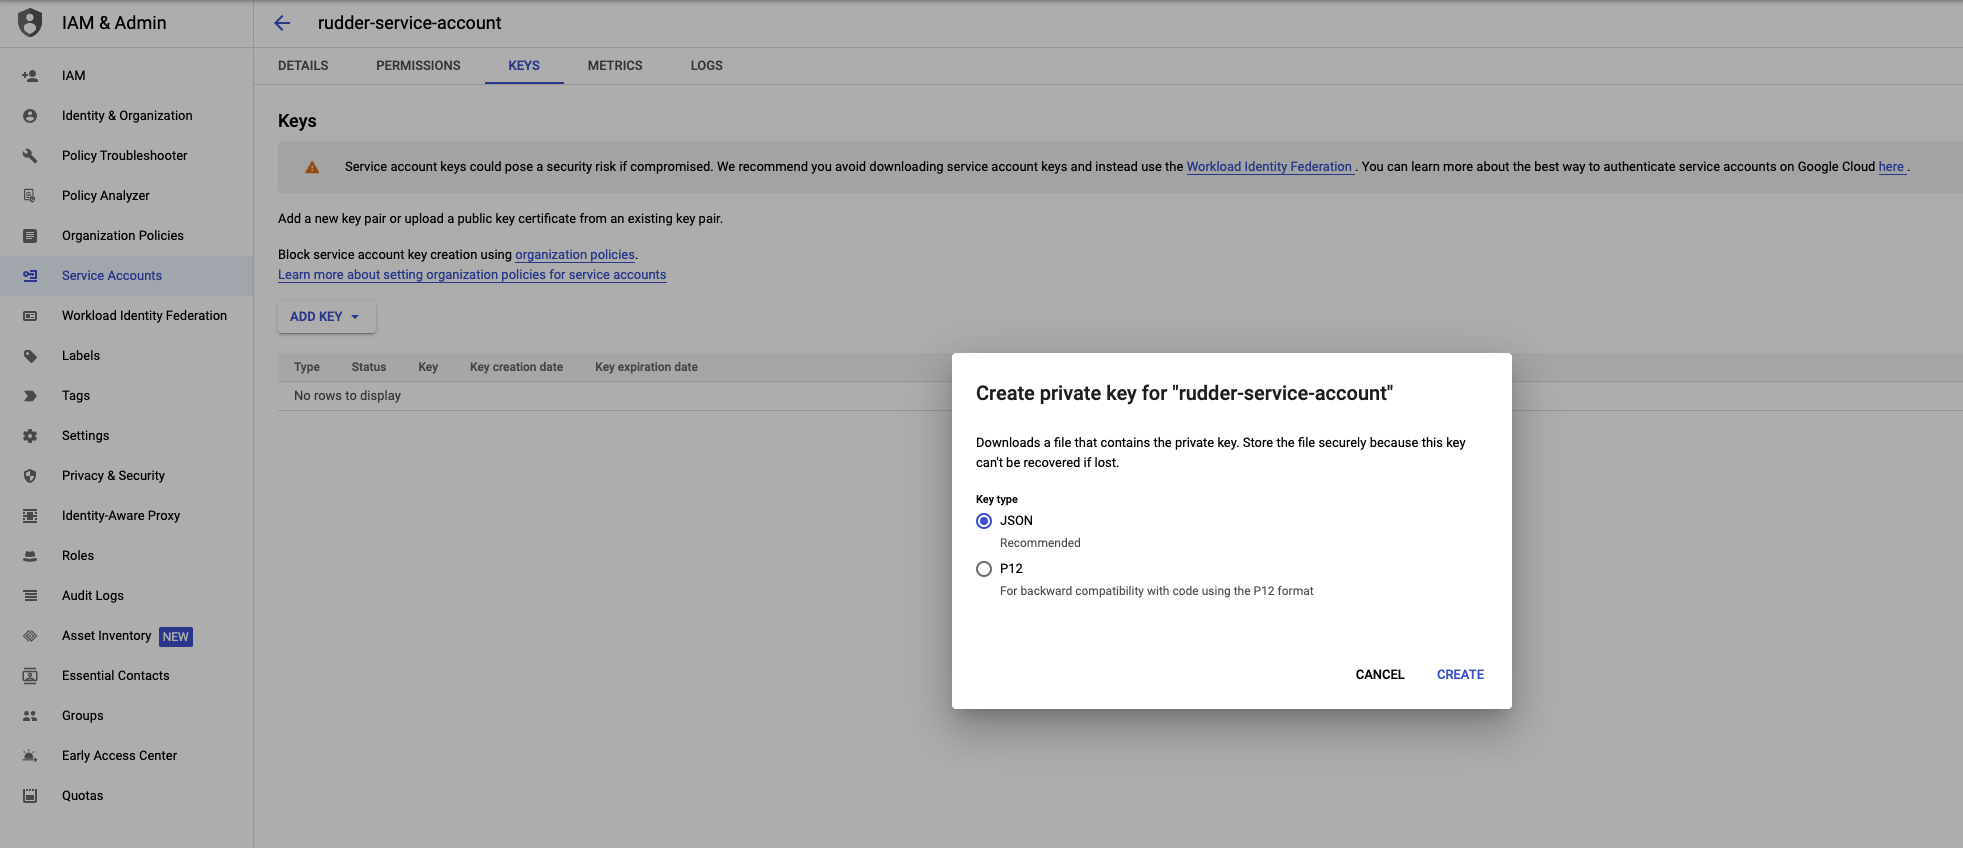 IAM & Admin
rudder-service-account
IAM
Identity & Organization
Policy Troubleshooter
Policy Analyzer
Organization Policies
Service Accounts
Workload Identity Federation
Labels
Tags
Settings
Privacy & Security
Identity-Aware Proxy
Roles
Audit Logs
Asset Inventory NEW
Essential Contacts
Groups
Early Access Center
Quotas
DETAILS PERMISSIONS KEYS METRICS LOGS
Keys
Service account keys could pose a security risk if compromised. We recommend you avoid downloading service account keys and instead use the Workload Identity Federation . You can learn more about the best way to authenticate service accounts on Google Cloud here .
Add a new key pair or upload a public key certificate from an existing key pair.
Block service account key creation using organization policies.
Learn more about setting organization policies for service accounts
ADD KEY
Type Status Key Key creation date Key expiration date
No rows to display
Create private key for "rudder-service-account"
Downloads a file that contains the private key. Store the file securely because this key
can't be recovered if lost.
Key type
JSON
Recommended
P12
For backward compatibility with code using the P12 format
CANCEL CREATE